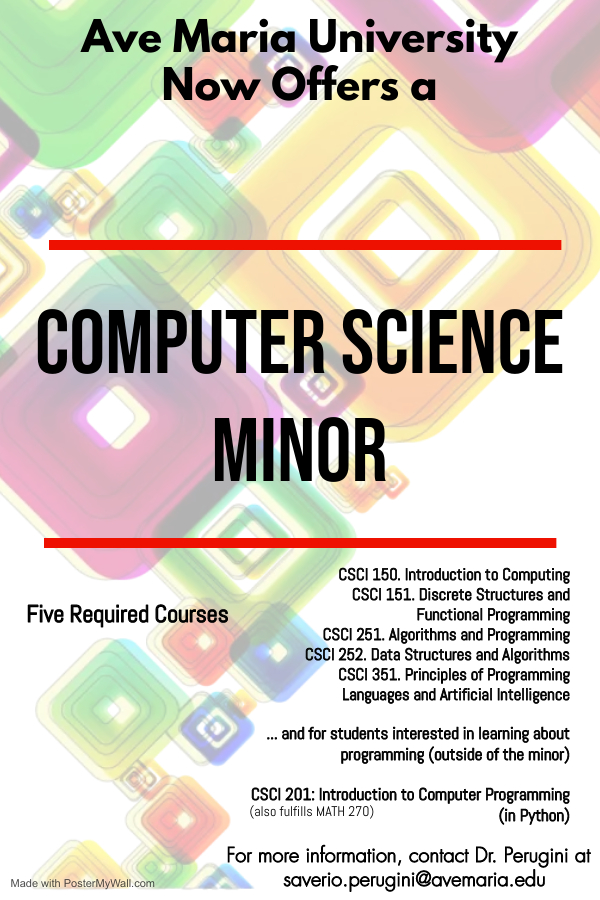 Ave Maria University
Now Offers a
COMPUTER SCIENCE
MINOR
Five Required Courses
CSCI 150. Introduction to Computing
CSCI 151. Discrete Structures and
Functional Programming
CSCI 251. Algorithms and Programming
CSCI 252. Data Structures and Algorithms
CSCI 351. Principles of Programming
Languages and Artificial Intelligence
... and for students interested in learning about
programming (outside of the minor)
CSCI 201: Introduction to Computer Programming
(also fulfills MATH 270) (in Python)
For more information, contact Dr. Perugini at
saverio.perugini@avemaria.edu
Made with PosterMyWall.com